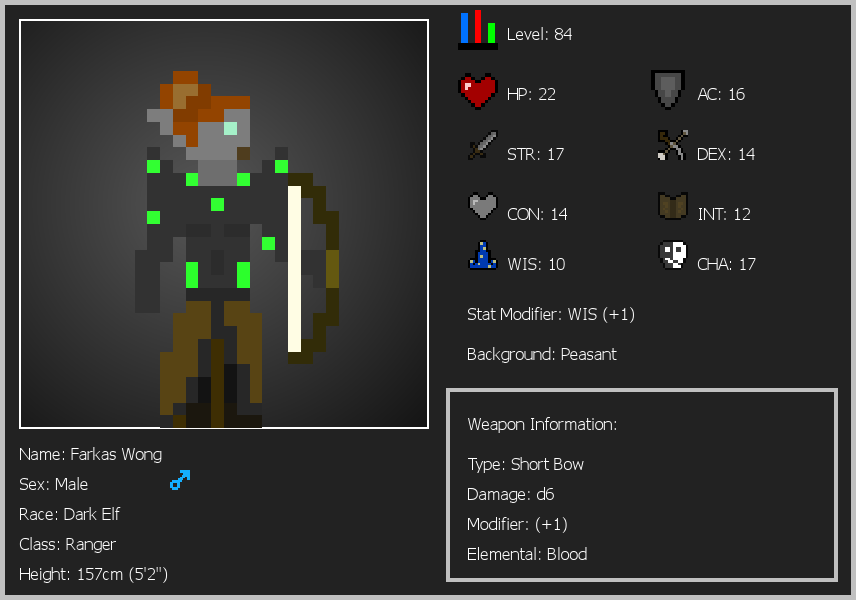 Level: 84
HP: 22
AC: 16
STR: 17
DEX: 14
CON: 14
INT: 12
WIS: 10
CHA: 17
Stat Modifier: WIS (+1)
Background: Peasant
Weapon Information:
Type: Short Bow
Damage: d6
Modifier: (+1)
Elemental: Blood
Name: Farkas Wong
Sex: Male
Race: Dark Elf
Class: Ranger
Height: 157cm (5'2")